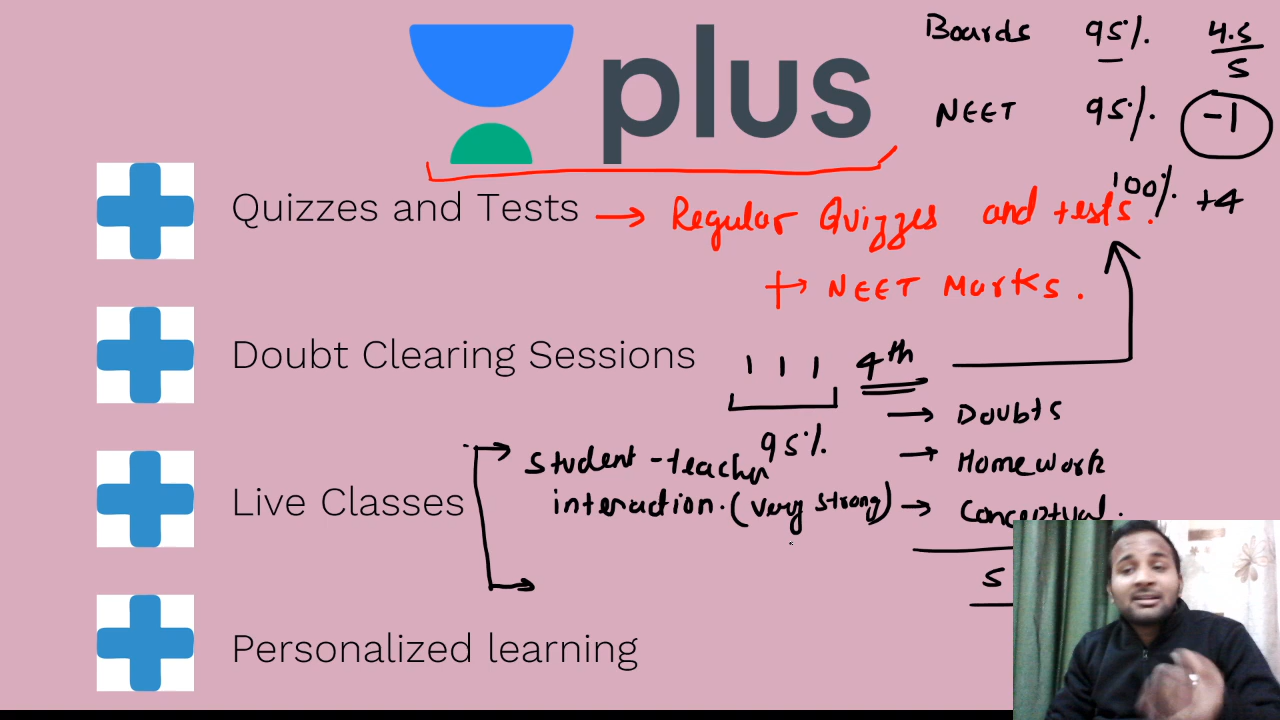 plus
Boards 95%. 4.5/5
NEET 95%. -1
100% +4
Quizzes and Tests → Regular Quizzes and tests.
+→ NEET Marks.
Doubt Clearing Sessions 1 1 1 4th
95%.
→ Doubts
→ Homework
→ Conceptual.
5
Live Classes
Student-teacher
interaction. (very strong)
Personalized learning